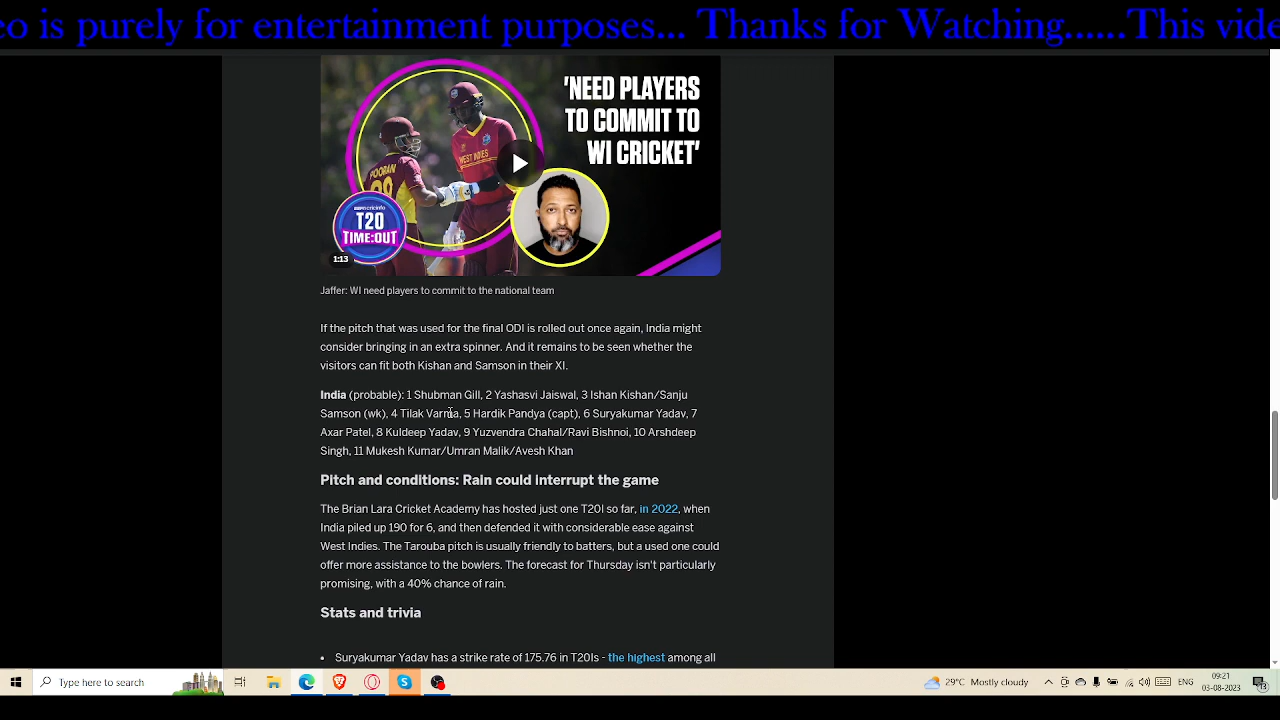 eo is purely for entertainment purposes... Thanks for Watching......This vide
'NEED PLAYERS
TO COMMIT TO
WI CRICKET'
POORAN
WEST INDIES
ESPNcricinfo
T20
TIME:OUT
1:13
Jaffer: WI need players to commit to the national team
If the pitch that was used for the final ODI is rolled out once again, India might
consider bringing in an extra spinner. And it remains to be seen whether the
visitors can fit both Kishan and Samson in their XI.
India (probable): 1 Shubman Gill, 2 Yashasvi Jaiswal, 3 Ishan Kishan/Sanju
Samson (wk), 4 Tilak Varma, 5 Hardik Pandya (capt), 6 Suryakumar Yadav, 7
Axar Patel, 8 Kuldeep Yadav, 9 Yuzvendra Chahal/Ravi Bishnoi, 10 Arshdeep
Singh, 11 Mukesh Kumar/Umran Malik/Avesh Khan
Pitch and conditions: Rain could interrupt the game
The Brian Lara Cricket Academy has hosted just one T20I so far, in 2022, when
India piled up 190 for 6, and then defended it with considerable ease against
West Indies. The Tarouba pitch is usually friendly to batters, but a used one could
offer more assistance to the bowlers. The forecast for Thursday isn't particularly
promising, with a 40% chance of rain.
Stats and trivia
• Suryakumar Yadav has a strike rate of 175.76 in T20Is - the highest among all
Type here to search
29°C Mostly cloudy
ENG
09:21
03-08-2023
13